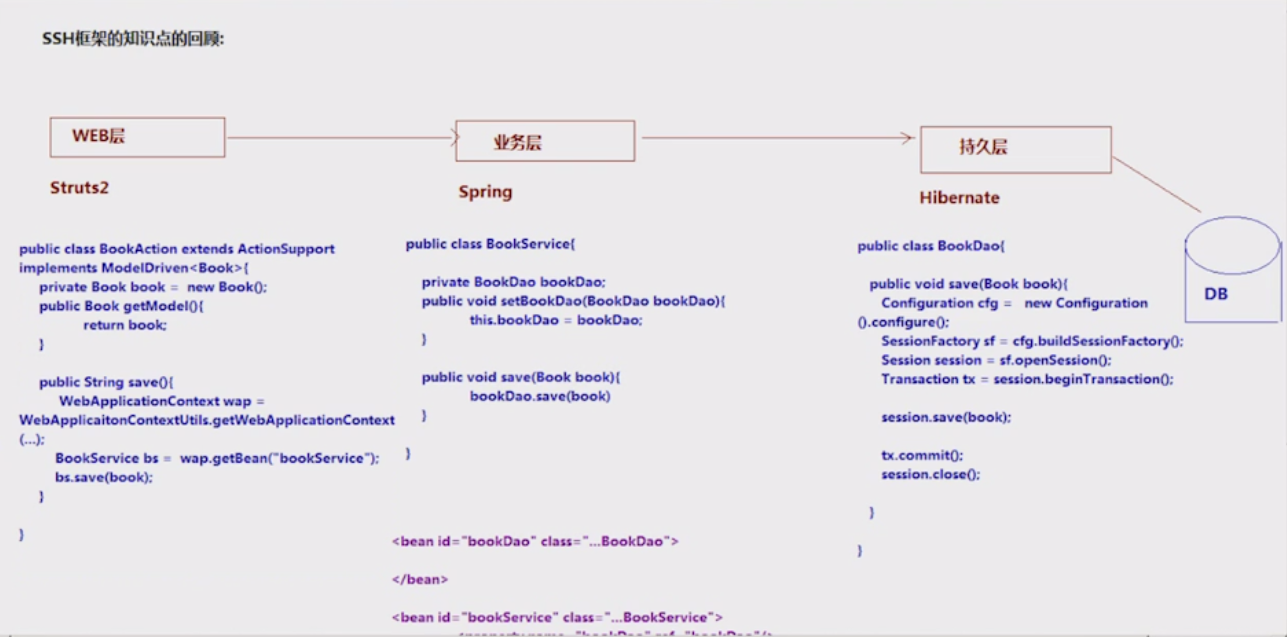 SSH框架的知识点的回顾:
WEB层
业务层
持久层
Struts2
Spring
Hibernate
DB
public class BookAction extends ActionSupport
implements ModelDriven<Book>{
private Book book = new Book();
public Book getModel(){
return book;
}
public String save(){
WebApplicationContext wap =
WebApplicaitonContextUtils.getWebApplicationContext
(...);
BookService bs = wap.getBean("bookService");
bs.save(book);
}
}
public class BookService{
private BookDao bookDao;
public void setBookDao(BookDao bookDao){
this.bookDao = bookDao;
}
public void save(Book book){
bookDao.save(book)
}
}
<bean id="bookDao" class="...BookDao">
</bean>
<bean id="bookService" class="...BookService">
public class BookDao{
public void save(Book book){
Configuration cfg = new Configuration
().configure();
SessionFactory sf = cfg.buildSessionFactory();
Session session = sf.openSession();
Transaction tx = session.beginTransaction();
session.save(book);
tx.commit();
session.close();
}
}